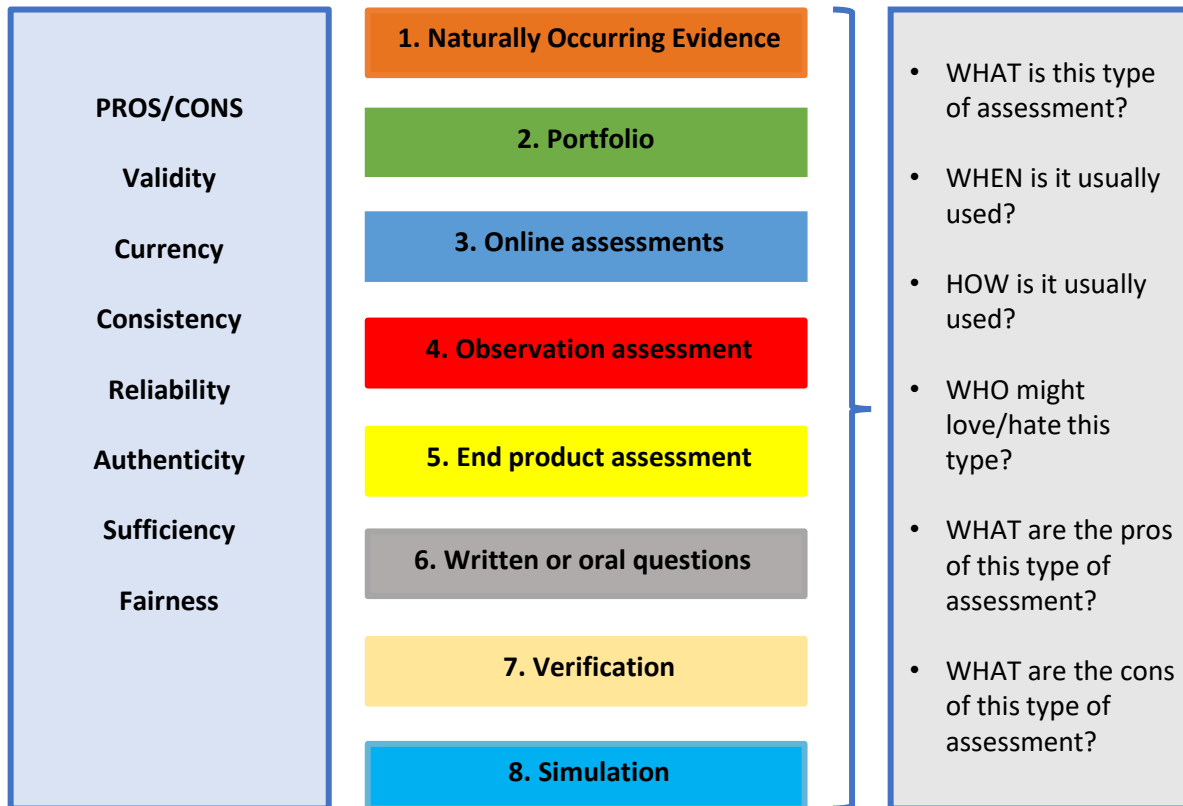 PROS/CONS
Validity
Currency
Consistency
Reliability
Authenticity
Sufficiency
Fairness
1. Naturally Occurring Evidence
2. Portfolio
3. Online assessments
4. Observation assessment
5. End product assessment
6. Written or oral questions
7. Verification
8. Simulation
• WHAT is this type
of assessment?
• WHEN is it usually
used?
• HOW is it usually
used?
• WHO might
love/hate this
type?
• WHAT are the pros
of this type of
assessment?
• WHAT are the cons
of this type of
assessment?